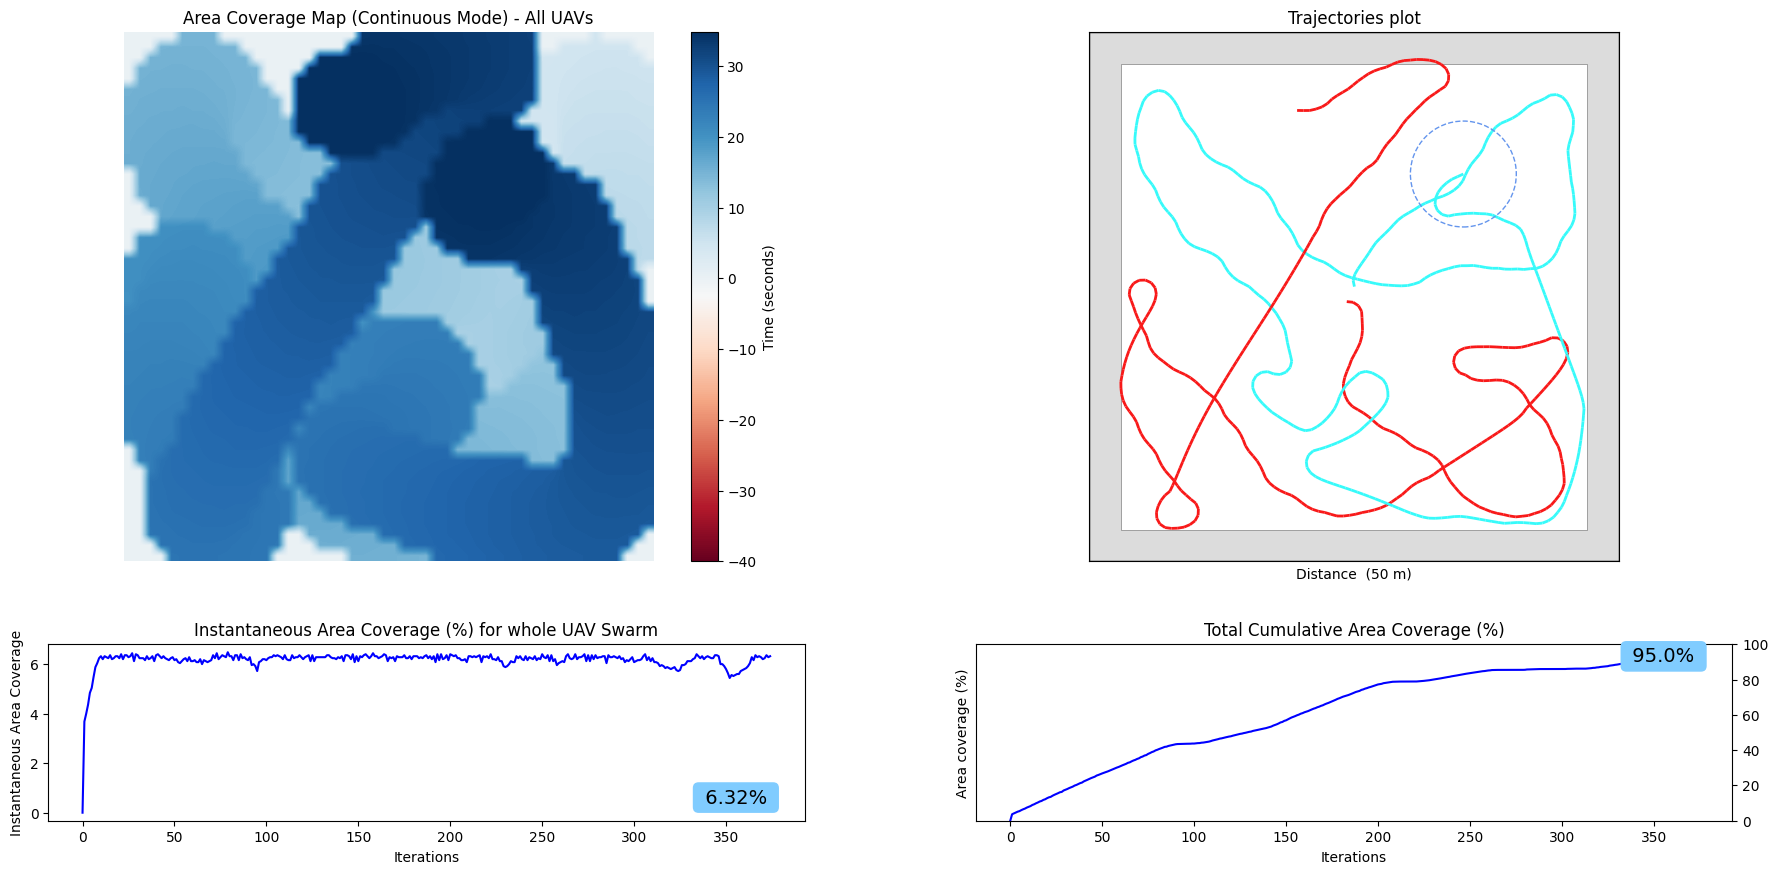 Area Coverage Map (Continuous Mode) - All UAVs
30
20
10
0
−10
−20
−30
−40
Time (seconds)
Trajectories plot
Distance  (50 m)
Instantaneous Area Coverage (%) for whole UAV Swarm
Instantaneous Area Coverage
6
4
2
0
6.32%
0 50 100 150 200 250 300 350
Iterations
Total Cumulative Area Coverage (%)
Area coverage (%)
95.0%
100
80
60
40
20
0
0 50 100 150 200 250 300 350
Iterations